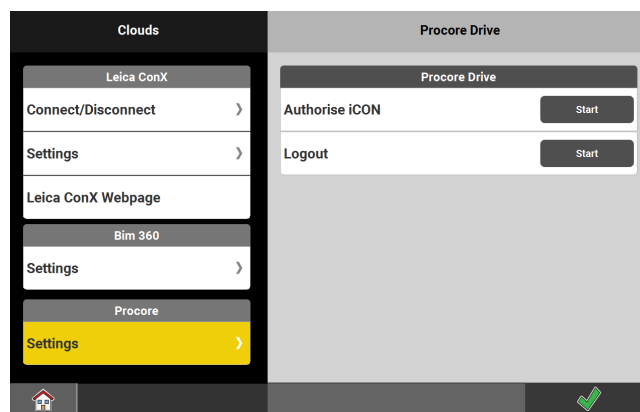 Clouds
Leica ConX
Connect/Disconnect
Settings
Leica ConX Webpage
Bim 360
Settings
Procore
Settings
Procore Drive
Procore Drive
Authorise iCON
Start
Logout
Start